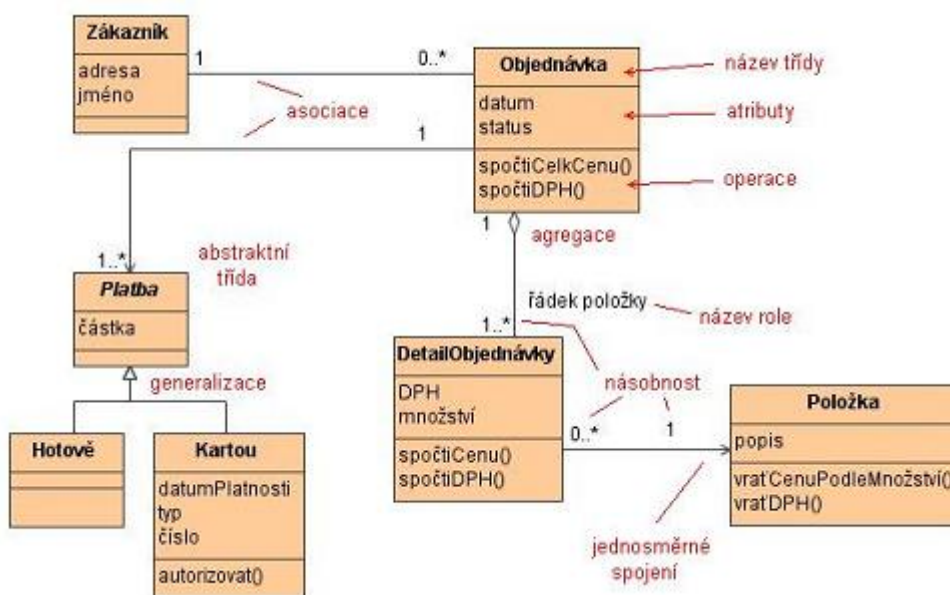 Zákazník
adresa
jméno
1
0..*
asociace
Objednávka
datum
status
spočtiCelkCenu()
spočtiDPH()
název třídy
atributy
operace
1
1..*
abstraktní
třída
Platba
částka
generalizace
Hotově
Kartou
datumPlatnosti
typ
číslo
autorizovat()
1
agregace
řádek položky
název role
1..*
DetailObjednávky
DPH
množství
spočtiCenu()
spočtiDPH()
násobnost
0..*
1
jednosměrné
spojení
Položka
popis
vraťCenuPodleMnožství()
vraťDPH()